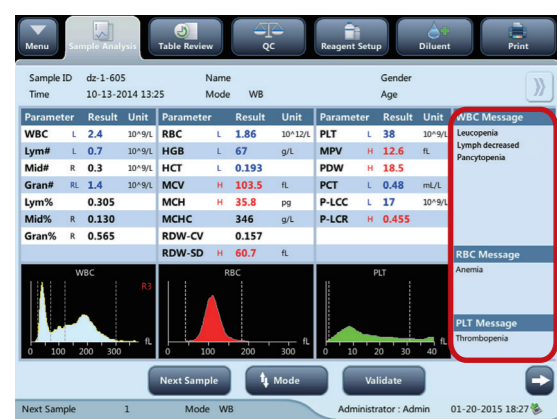 Menu
Sample Analysis
Table Review
QC
Reagent Setup
Diluent
Print
Sample ID dz-1-605 Name Gender
Time 10-13-2014 13:25 Mode WB Age
Parameter Result Unit Parameter Result Unit Parameter Result Unit WBC Message
WBC L 2.4 10^9/L RBC L 1.86 10^12/L PLT L 38 10^9/L Leucopenia
Lym# L 0.7 10^9/L HGB L 67 g/L MPV H 12.6 fL Lymph decreased
Mid# R 0.3 10^9/L HCT L 0.193 PDW H 18.5 Pancytopenia
Gran# RL 1.4 10^9/L MCV H 103.5 fL PCT L 0.48 mL/L
Lym% 0.305 MCH H 35.8 pg P-LCC L 17 10^9/L
Mid% R 0.130 MCHC 346 g/L P-LCR H 0.455
Gran% R 0.565 RDW-CV 0.157
RDW-SD H 60.7 fL
RBC Message
Anemia
WBC R3 RBC PLT
PLT Message
Thrombopenia
0 100 200 300 fL 0 100 200 300 fL 0 10 20 30 40 fL
Next Sample Mode Validate
Next Sample 1 Mode WB Administrator : Admin 01-20-2015 18:27